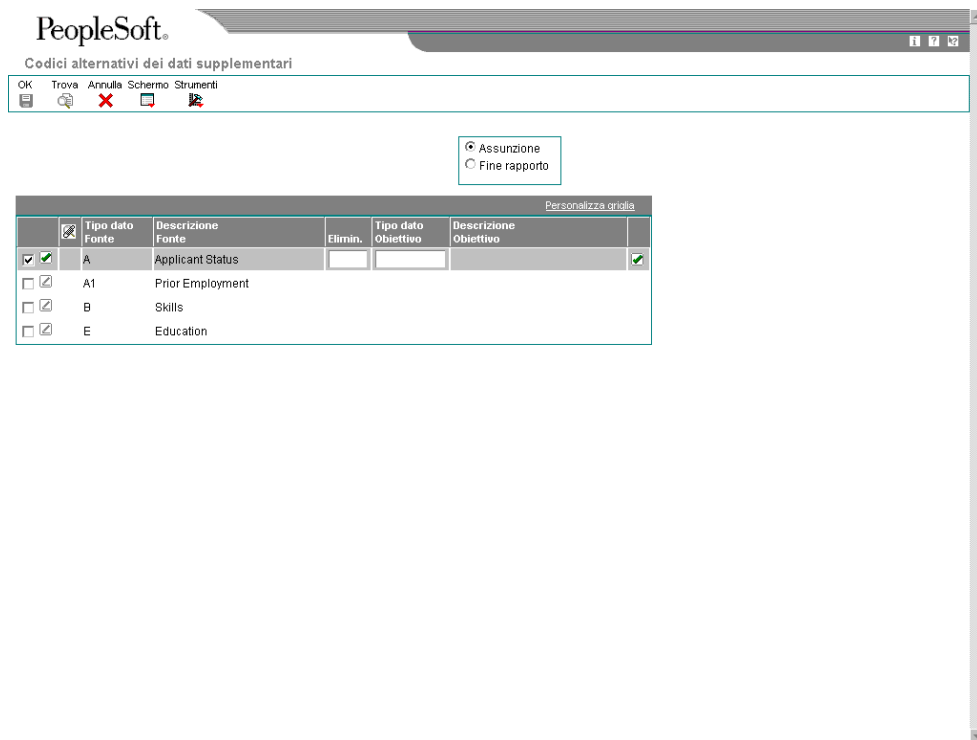 PeopleSoft®
i ? 
Codici alternativi dei dati supplementari
OK Trova Annulla Schermo Strumenti
Assunzione
Fine rapporto
Personalizza griglia
Tipo dato Fonte Descrizione Fonte Elimin. Tipo dato Obiettivo Descrizione Obiettivo
A Applicant Status
A1 Prior Employment
B Skills
E Education